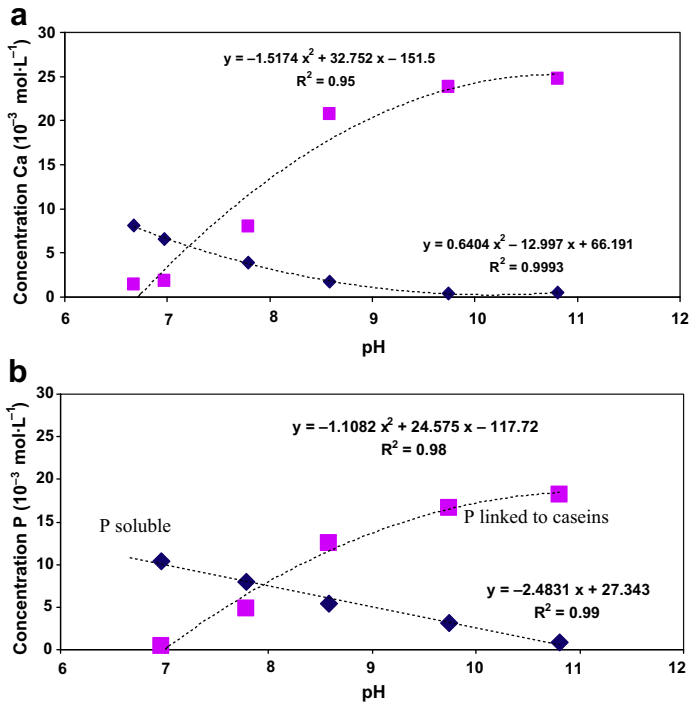 a
30
25
20
15
10
5
0
Concentration Ca (10⁻³ mol·L⁻¹)
y = –1.5174 x² + 32.752 x – 151.5
R² = 0.95
y = 0.6404 x² – 12.997 x + 66.191
R² = 0.9993
6 7 8 9 10 11 12
pH
b
30
25
20
15
10
5
0
Concentration P (10⁻³ mol·L⁻¹)
y = –1.1082 x² + 24.575 x – 117.72
R² = 0.98
P soluble
P linked to caseins
y = –2.4831 x + 27.343
R² = 0.99
6 7 8 9 10 11 12
pH